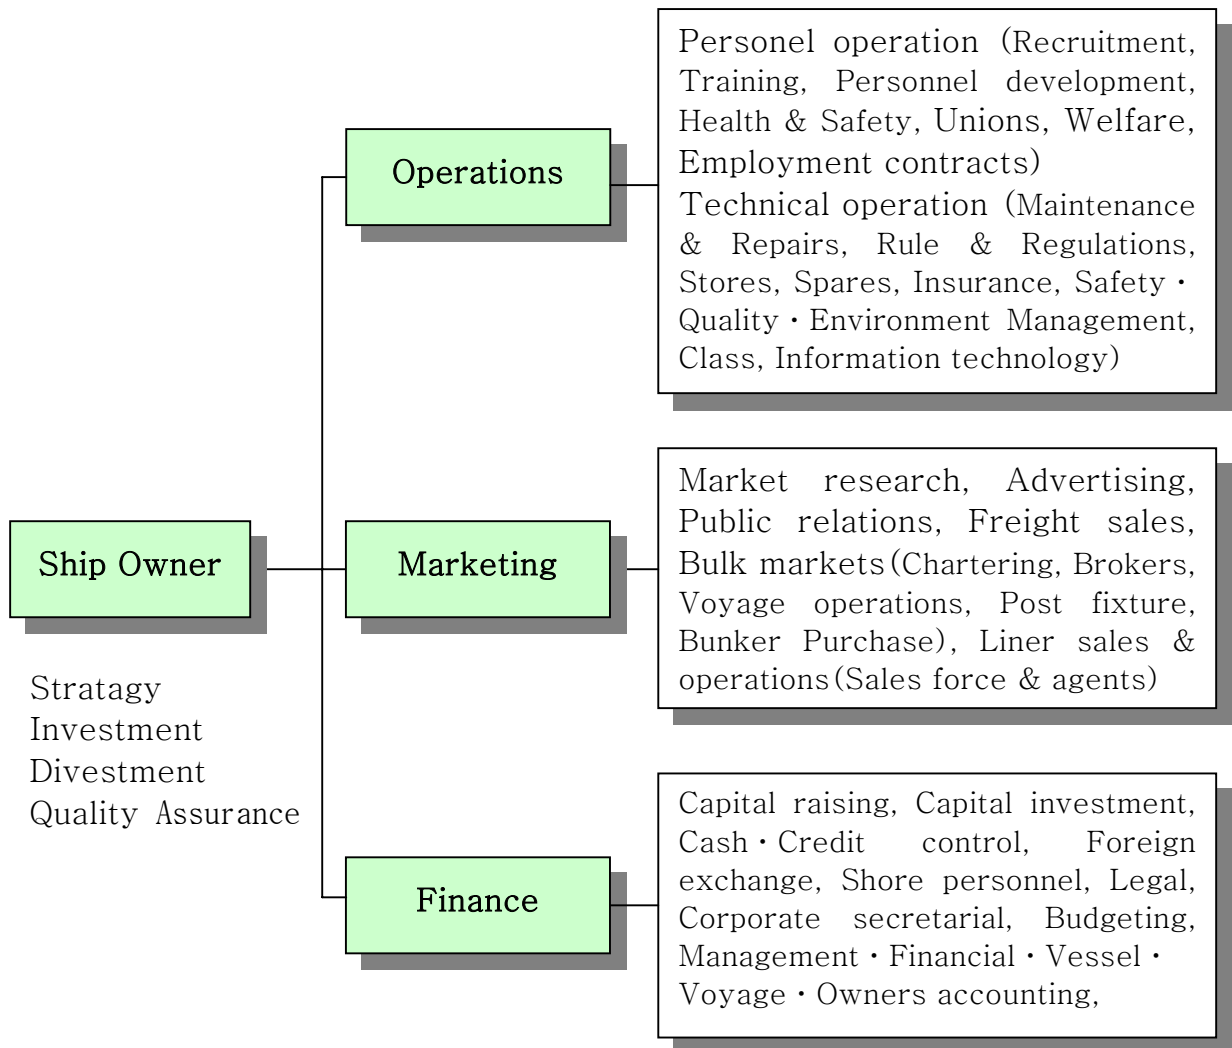 Ship Owner
Stratagy
Investment
Divestment
Quality Assurance
Operations
Personel operation (Recruitment,
Training, Personnel development,
Health & Safety, Unions, Welfare,
Employment contracts)
Technical operation (Maintenance
& Repairs, Rule & Regulations,
Stores, Spares, Insurance, Safety・
Quality・Environment Management,
Class, Information technology)
Marketing
Market research, Advertising,
Public relations, Freight sales,
Bulk markets(Chartering, Brokers,
Voyage operations, Post fixture,
Bunker Purchase), Liner sales &
operations(Sales force & agents)
Finance
Capital raising, Capital investment,
Cash・Credit control, Foreign
exchange, Shore personnel, Legal,
Corporate secretarial, Budgeting,
Management・Financial・Vessel・
Voyage・Owners accounting,